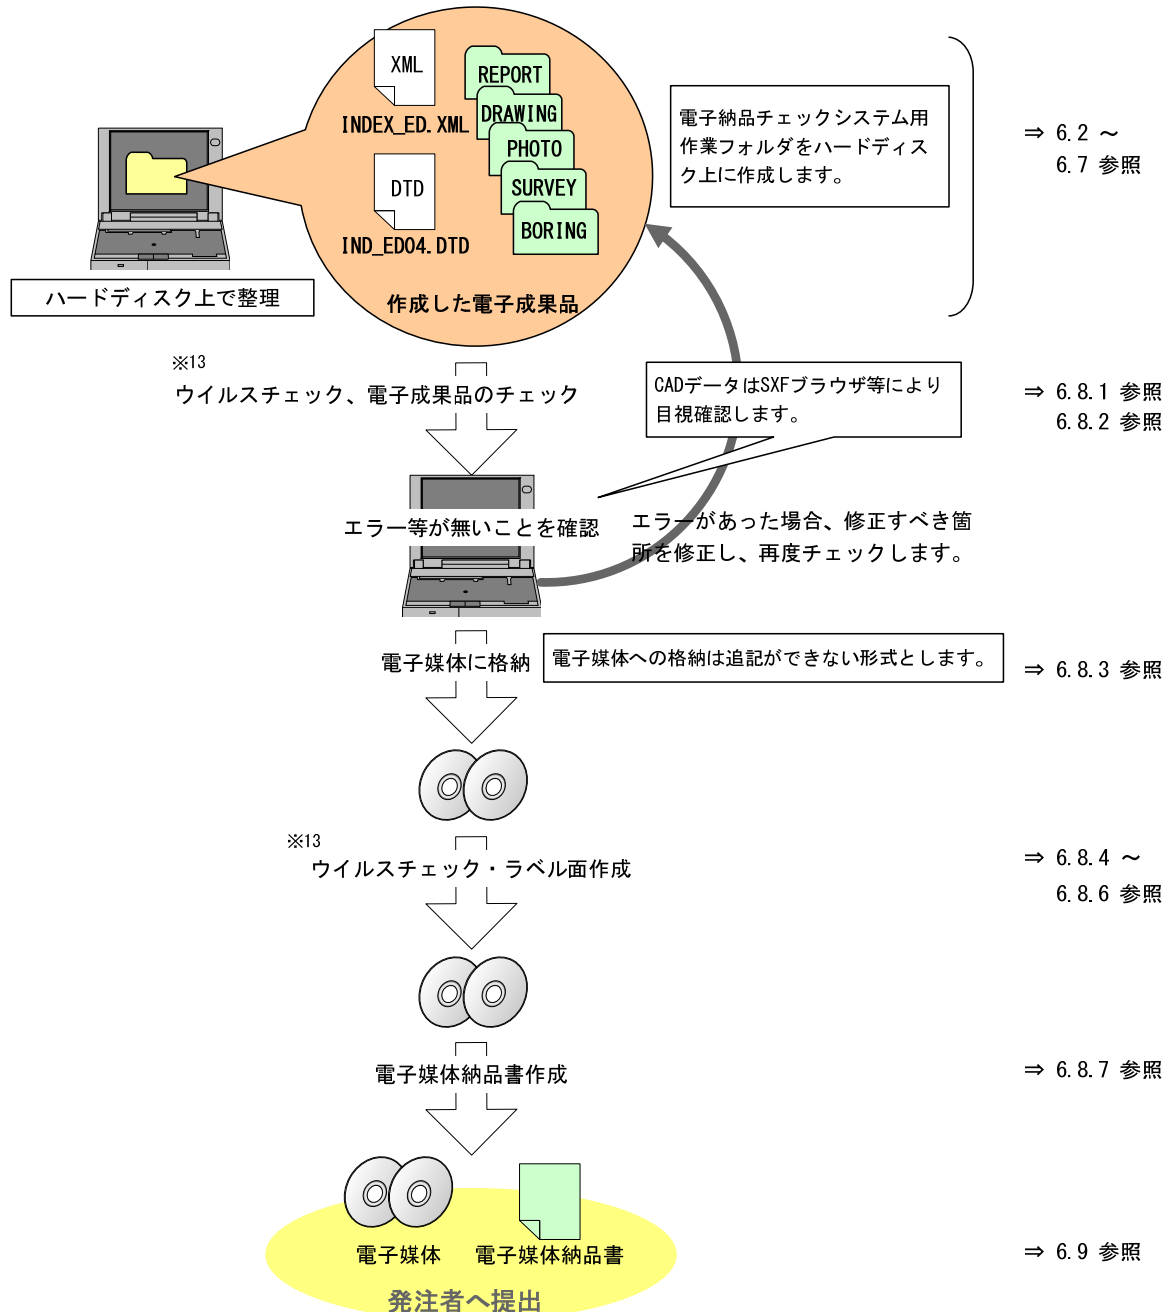 XML
INDEX_ED.XML
DTD
IND_ED04.DTD
REPORT
DRAWING
PHOTO
SURVEY
BORING
作成した電子成果品
ハードディスク上で整理
電子納品チェックシステム用
作業フォルダをハードディス
ク上に作成します。
⇒ 6.2 ～
6.7 参照
※13
ウイルスチェック、電子成果品のチェック
CADデータはSXFブラウザ等により
目視確認します。
⇒ 6.8.1 参照
6.8.2 参照
エラー等が無いことを確認
エラーがあった場合、修正すべき箇
所を修正し、再度チェックします。
電子媒体に格納
電子媒体への格納は追記ができない形式とします。
⇒ 6.8.3 参照
※13
ウイルスチェック・ラベル面作成
⇒ 6.8.4 ～
6.8.6 参照
電子媒体納品書作成
⇒ 6.8.7 参照
電子媒体
電子媒体納品書
⇒ 6.9 参照
発注者へ提出